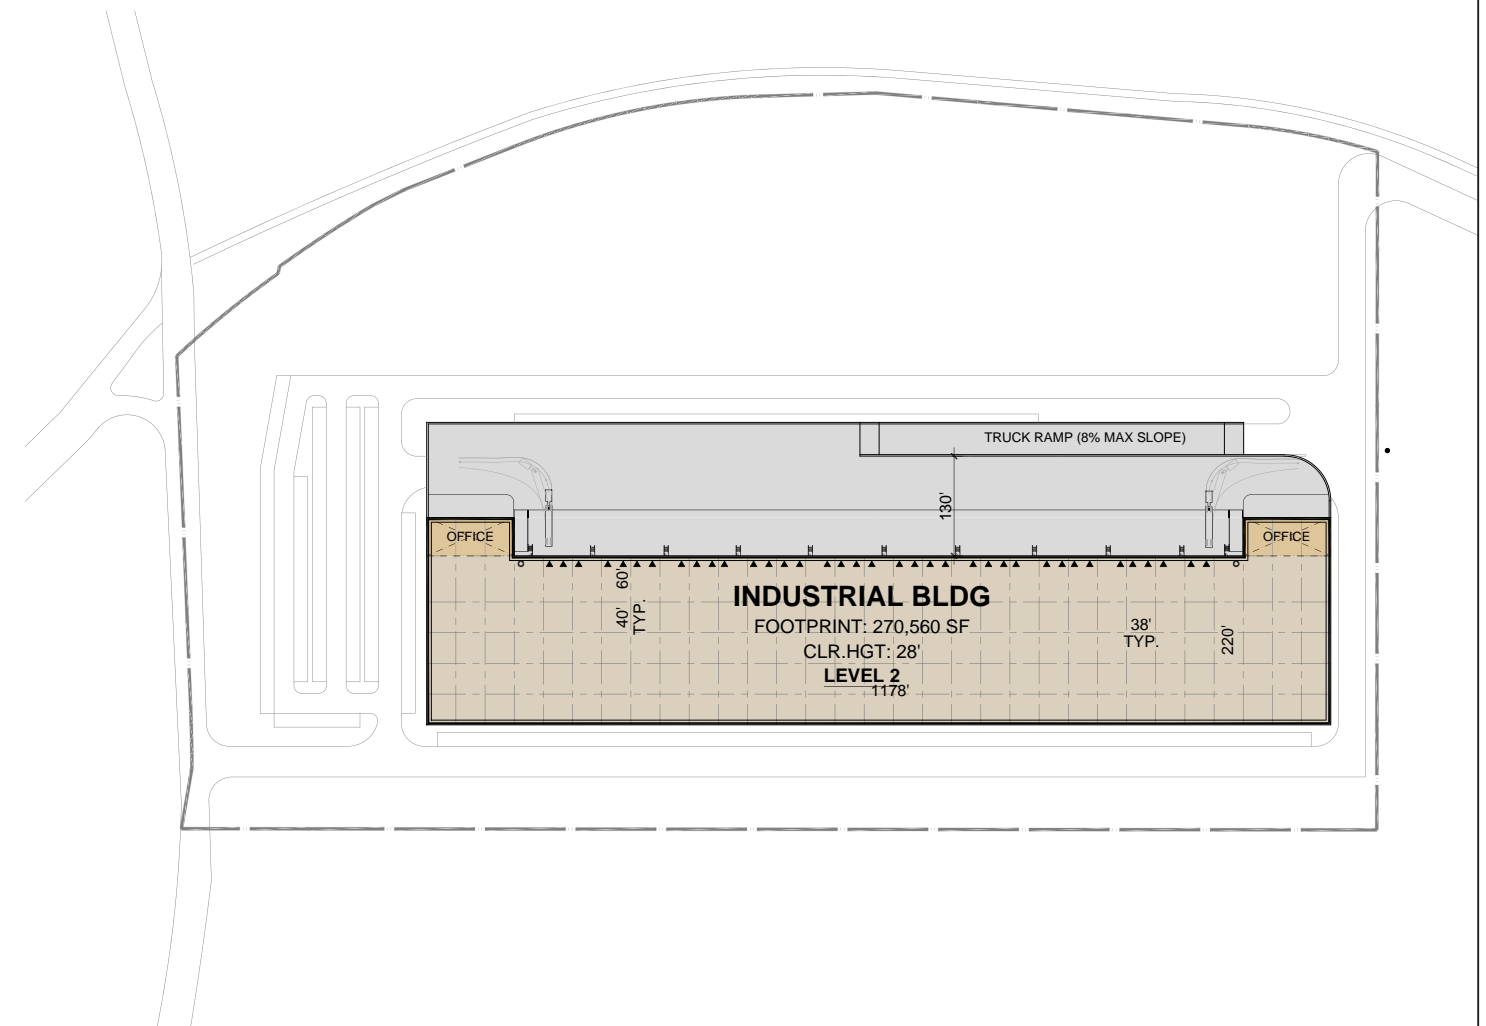 TRUCK RAMP (8% MAX SLOPE)
130'
OFFICE
OFFICE
60'
40'
TYP.
INDUSTRIAL BLDG
FOOTPRINT: 270,560 SF
CLR.HGT: 28'
LEVEL 2
1178'
38'
TYP.
220'